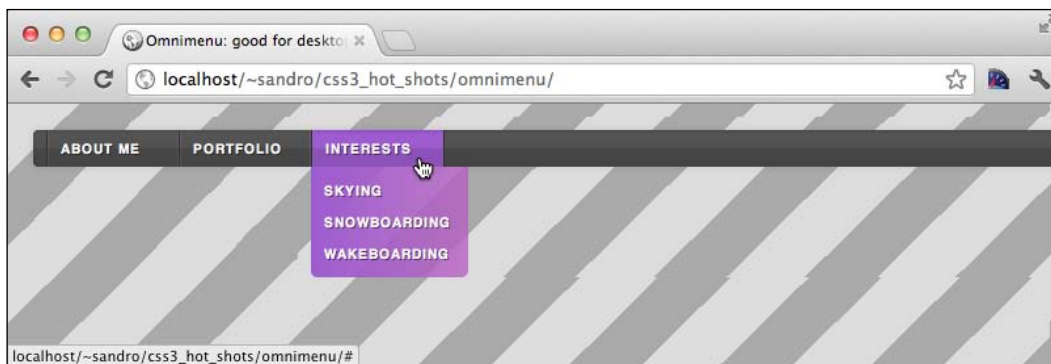 Omnimenu: good for deskto
localhost/~sandro/css3_hot_shots/omnimenu/
ABOUT ME PORTFOLIO INTERESTS
SKYING
SNOWBOARDING
WAKEBOARDING
localhost/~sandro/css3_hot_shots/omnimenu/#